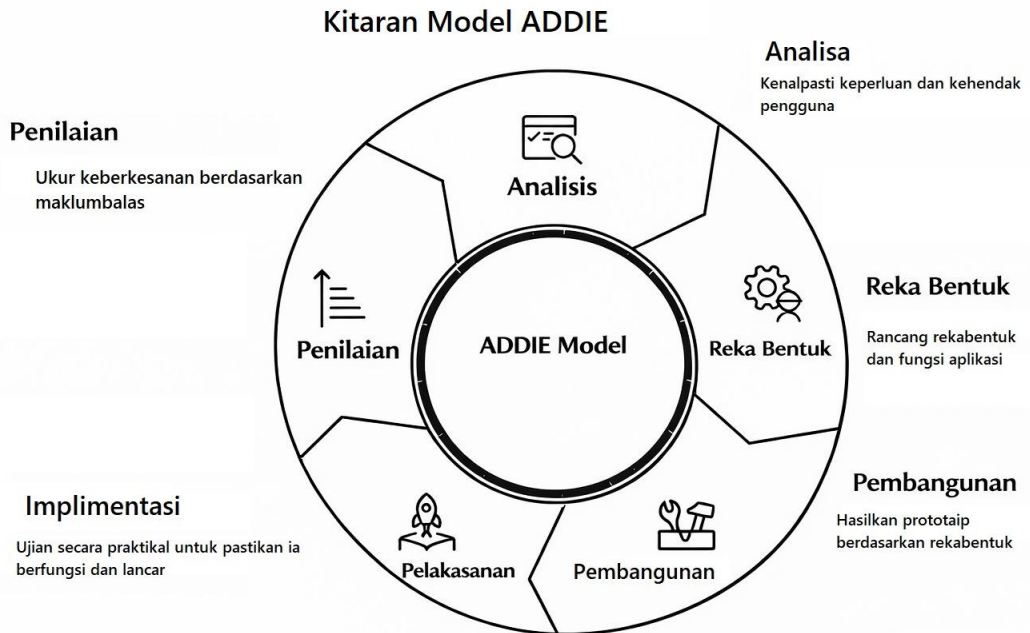 Kitaran Model ADDIE
Analisa
Kenalpasti keperluan dan kehendak
pengguna
Penilaian
Ukur keberkesanan berdasarkan
maklumbalas
Analisis
Reka Bentuk
Rancang rekabentuk
dan fungsi aplikasi
Penilaian
ADDIE Model
Reka Bentuk
Pembangunan
Hasilkan prototaip
berdasarkan rekabentuk
Implimentasi
Ujian secara praktikal untuk pastikan ia
berfungsi dan lancar
Pelakasanan
Pembangunan